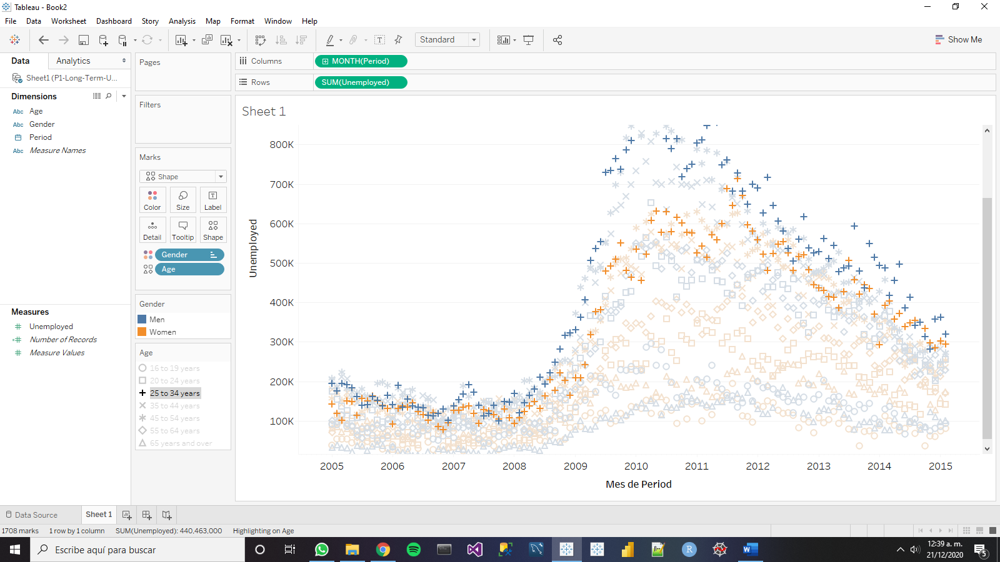 Tableau - Book2
File Data Worksheet Dashboard Story Analysis Map Format Window Help
Standard
Show Me
Data Analytics
Sheet1 (P1-Long-Term-U...
Dimensions
Abc Age
Abc Gender
Period
Abc Measure Names
Measures
# Unemployed
=# Number of Records
# Measure Values
Pages
Filters
Marks
Shape
Color Size Label
Detail Tooltip Shape
Gender
Age
Gender
Men
Women
Age
16 to 19 years
20 to 24 years
25 to 34 years
35 to 44 years
45 to 54 years
55 to 64 years
65 years and over
Columns MONTH(Period)
Rows SUM(Unemployed)
Sheet 1
Unemployed
800K
700K
600K
500K
400K
300K
200K
100K
2005 2006 2007 2008 2009 2010 2011 2012 2013 2014 2015
Mes de Period
Data Source Sheet 1
1708 marks 1 row by 1 column SUM(Unemployed): 440,463,000 Highlighting on Age
Escribe aquí para buscar
12:39 a. m.
21/12/2020
5